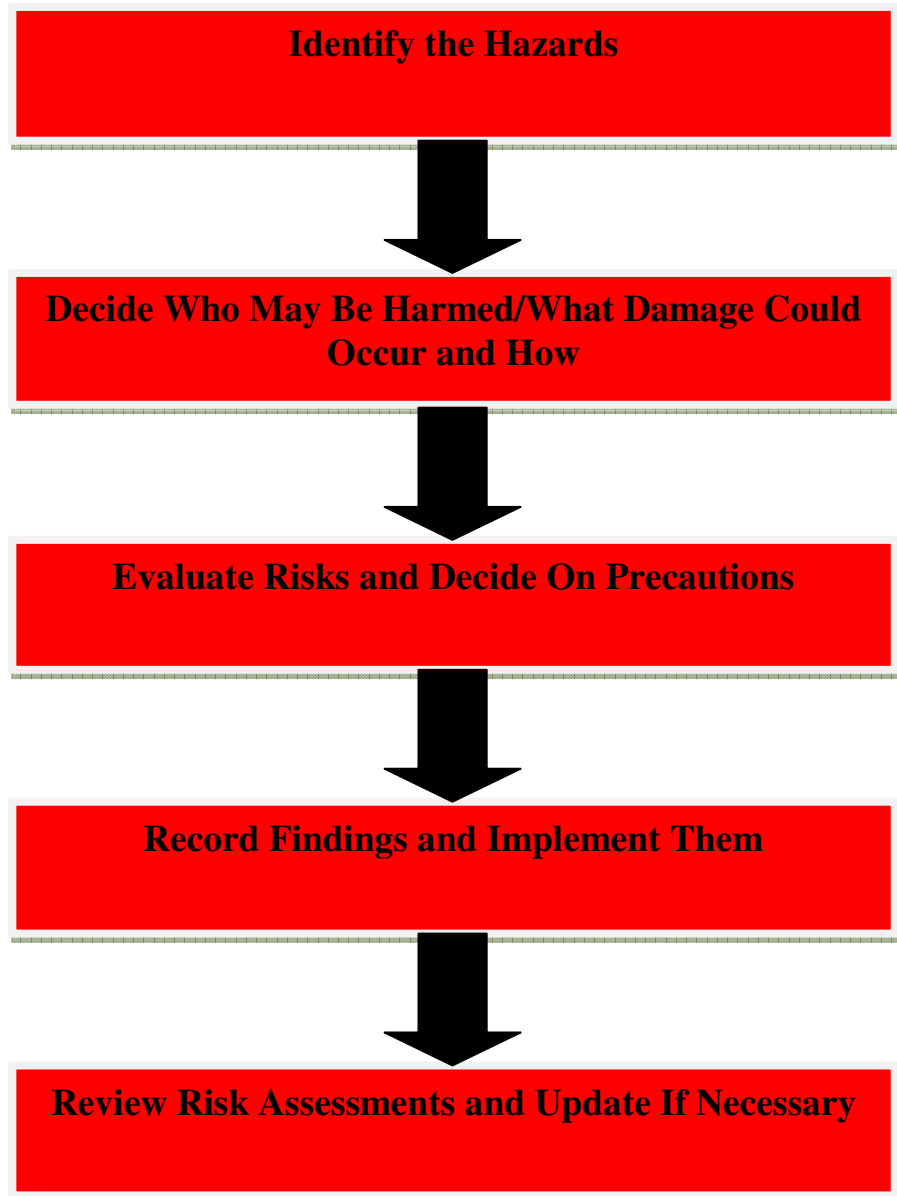 Identify the Hazards
Decide Who May Be Harmed/What Damage Could
Occur and How
Evaluate Risks and Decide On Precautions
Record Findings and Implement Them
Review Risk Assessments and Update If Necessary